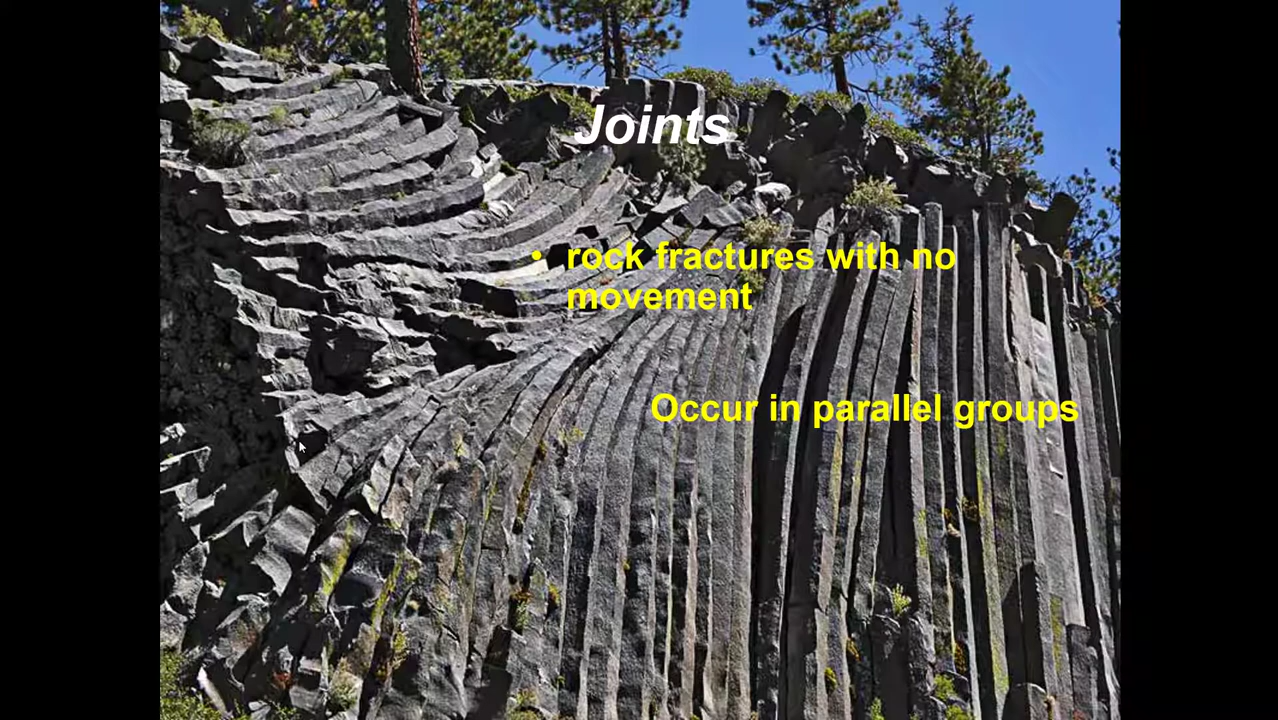 Joints
• rock fractures with no
movement
Occur in parallel groups